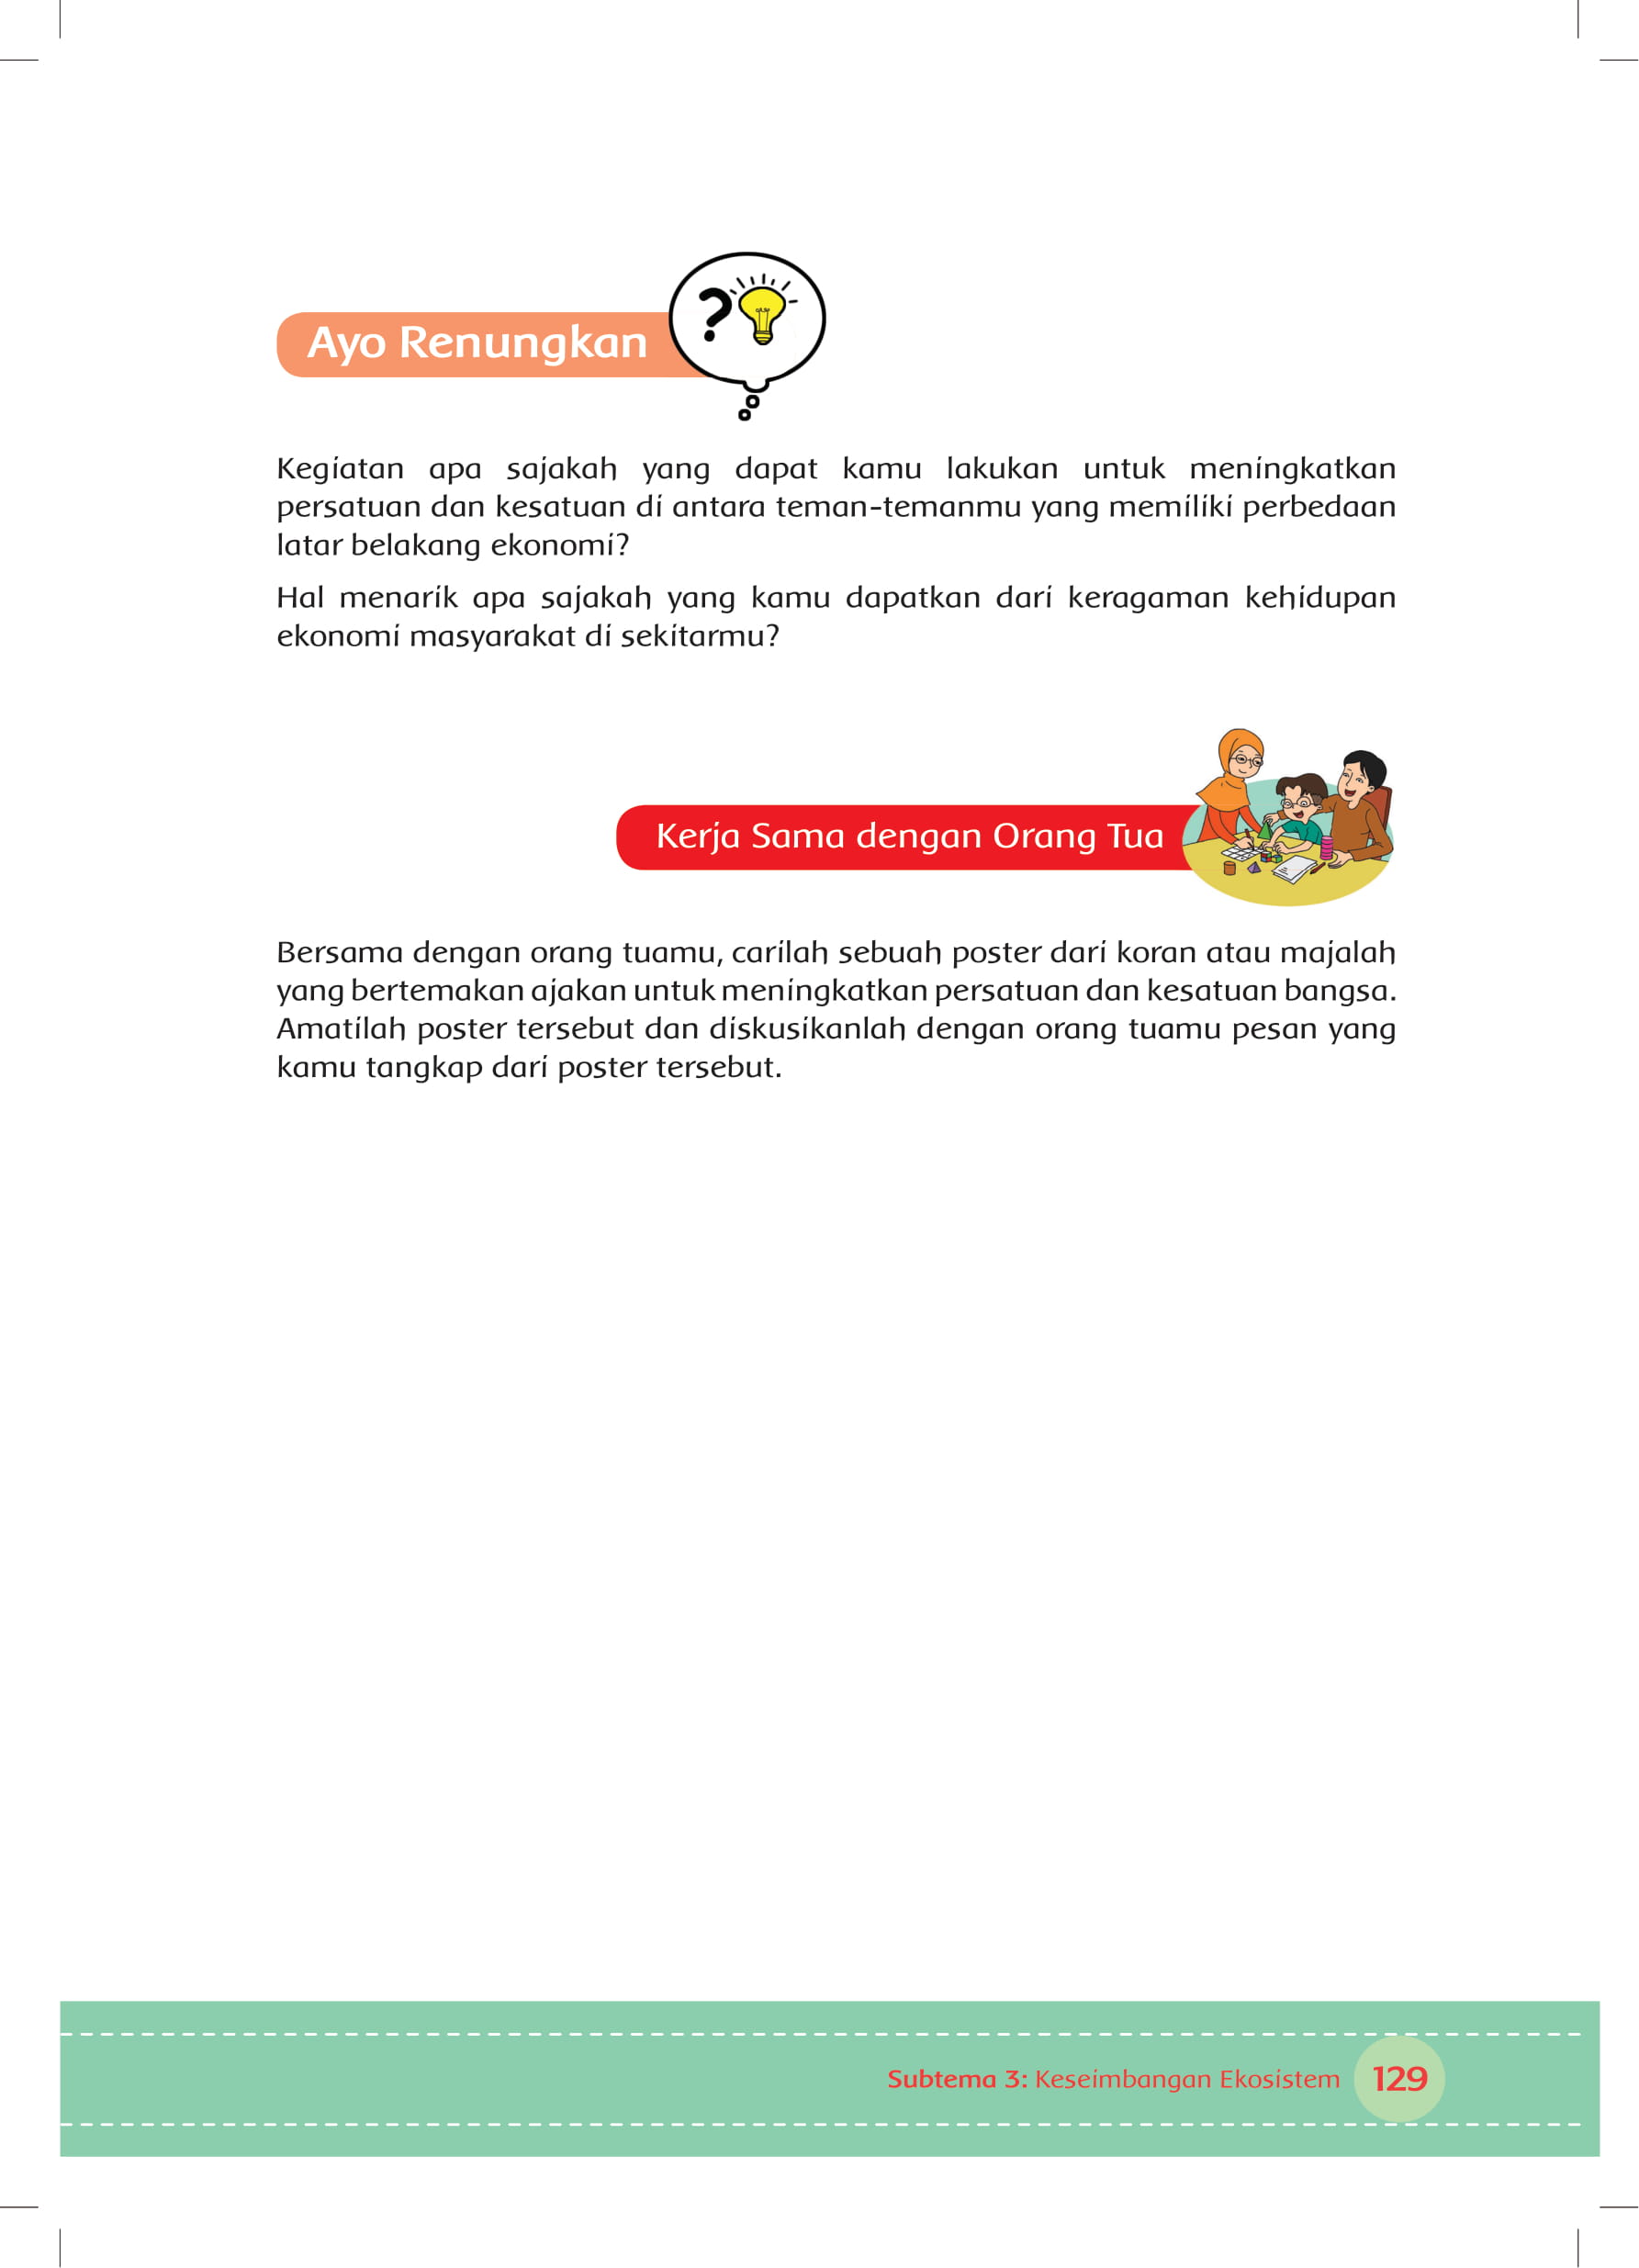 Ayo Renungkan
Kegiatan apa sajakah yang dapat kamu lakukan untuk meningkatkan
persatuan dan kesatuan di antara teman-temanmu yang memiliki perbedaan
latar belakang ekonomi?
Hal menarik apa sajakah yang kamu dapatkan dari keragaman kehidupan
ekonomi masyarakat di sekitarmu?
Kerja Sama dengan Orang Tua
Bersama dengan orang tuamu, carilah sebuah poster dari koran atau majalah
yang bertemakan ajakan untuk meningkatkan persatuan dan kesatuan bangsa.
Amatilah poster tersebut dan diskusikanlah dengan orang tuamu pesan yang
kamu tangkap dari poster tersebut.
Subtema 3: Keseimbangan Ekosistem 129